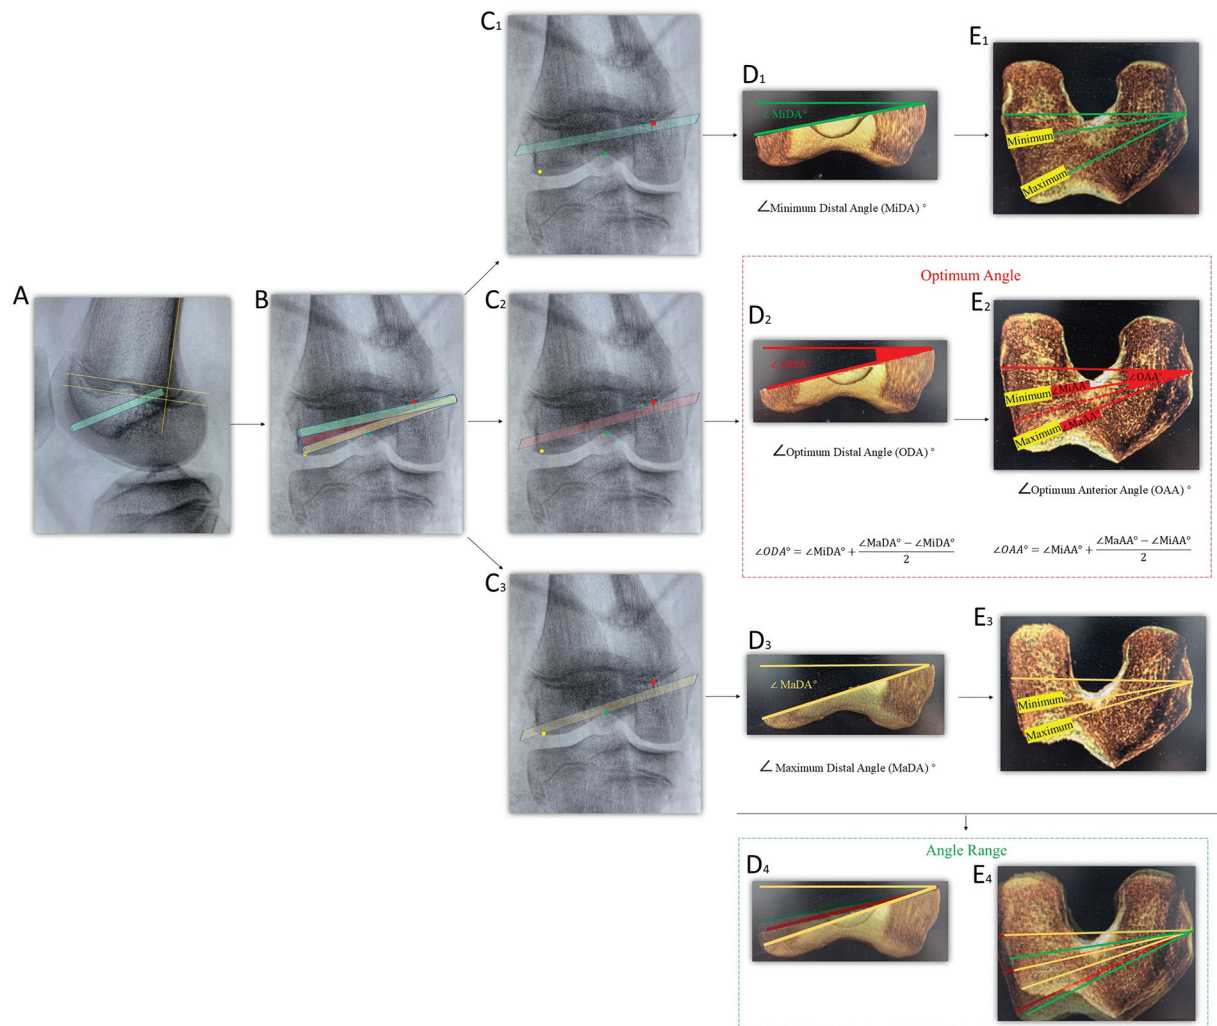 C1
D1
E1
∠ MiDA°
Minimum
Maximum
∠Minimum Distal Angle (MiDA) °
A
B
C2
Optimum Angle
D2
E2
∠ ODA°
∠OAA°
Minimum ∠MiAA°
Maximum ∠MaAA°
∠Optimum Distal Angle (ODA) °
∠Optimum Anterior Angle (OAA) °
∠ODA° = ∠MiDA° + (∠MaDA° − ∠MiDA°)/2
∠OAA° = ∠MiAA° + (∠MaAA° − ∠MiAA°)/2
C3
D3
E3
∠ MaDA°
Minimum
Maximum
∠ Maximum Distal Angle (MaDA) °
Angle Range
D4
E4